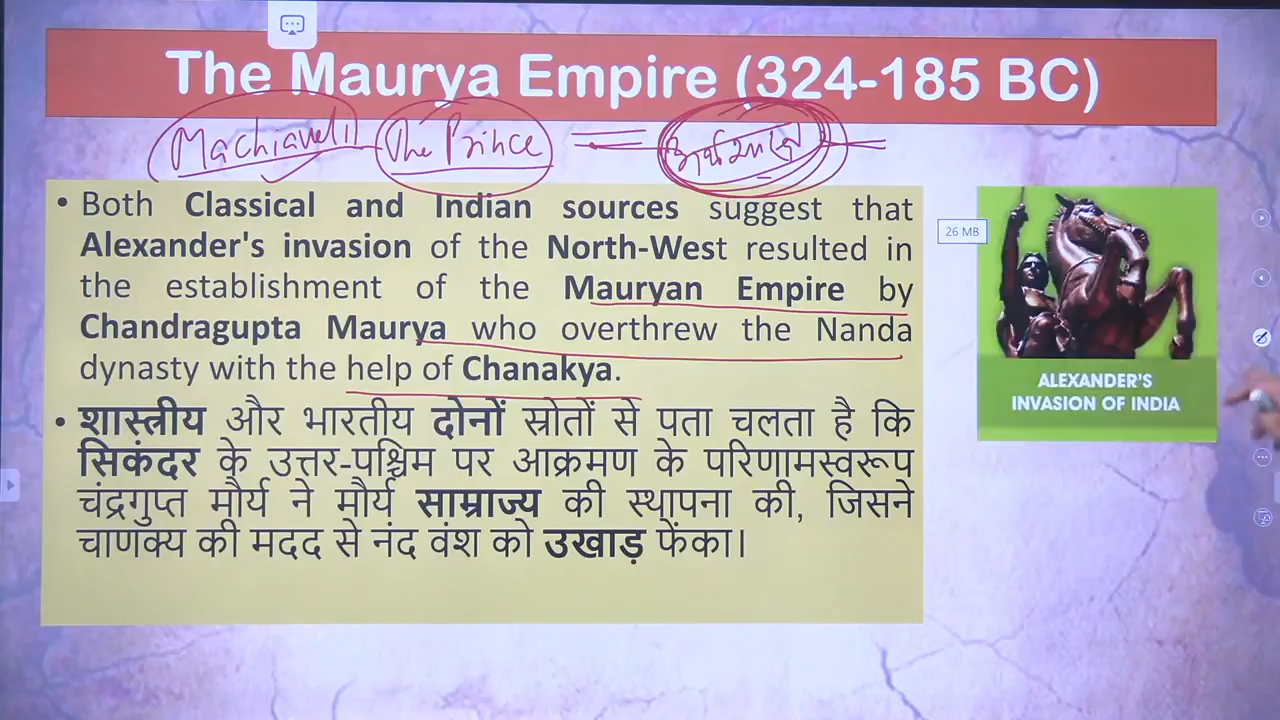 The Maurya Empire (324-185 BC)
Machiavelli The Prince = अर्थशास्त्र
• Both Classical and Indian sources suggest that
Alexander's invasion of the North-West resulted in
the establishment of the Mauryan Empire by
Chandragupta Maurya who overthrew the Nanda
dynasty with the help of Chanakya.
• शास्त्रीय और भारतीय दोनों स्रोतों से पता चलता है कि
सिकंदर के उत्तर-पश्चिम पर आक्रमण के परिणामस्वरूप
चंद्रगुप्त मौर्य ने मौर्य साम्राज्य की स्थापना की, जिसने
चाणक्य की मदद से नंद वंश को उखाड़ फेंका।
26 MB
ALEXANDER'S
INVASION OF INDIA